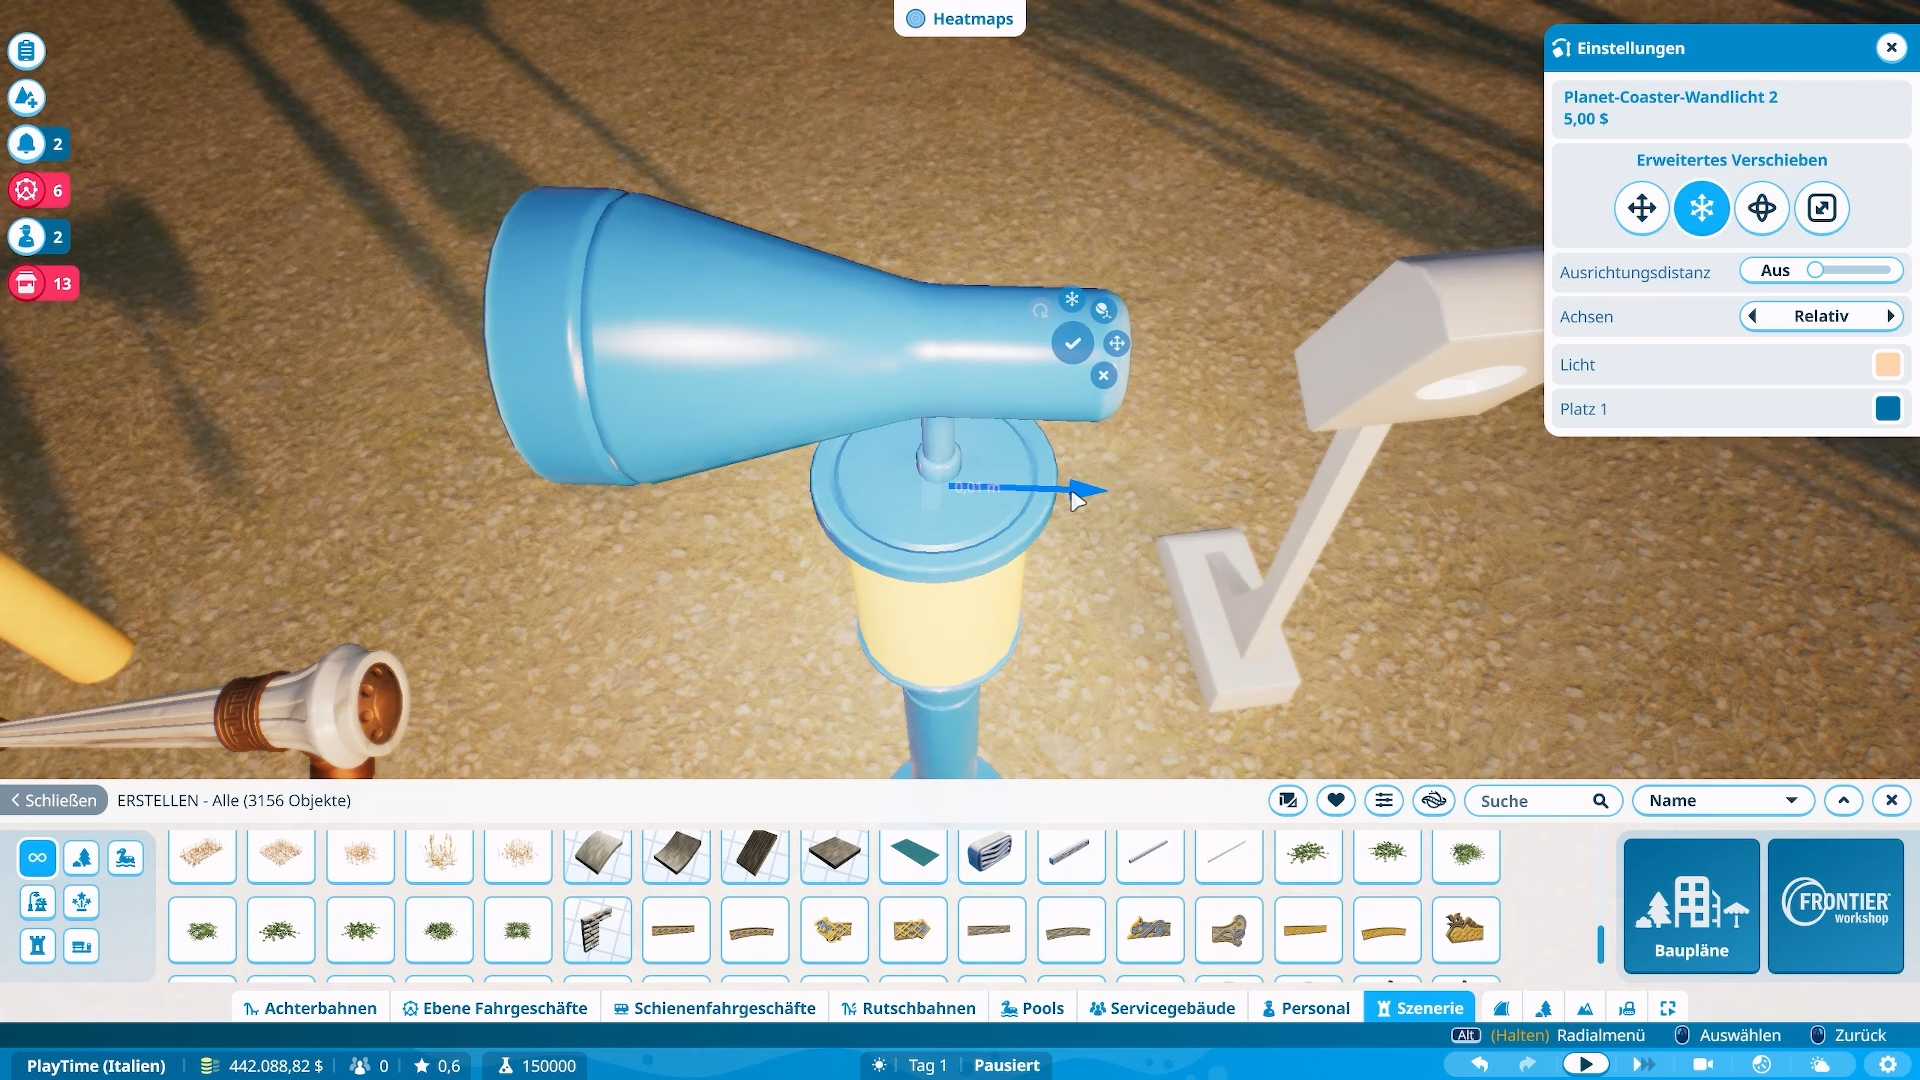 Heatmaps
2
6
2
13
Einstellungen
Planet-Coaster-Wandlicht 2
5,00 $
Erweitertes Verschieben
Ausrichtungsdistanz
Aus
Achsen
Relativ
Licht
Platz 1
0,01 m
Schließen
ERSTELLEN - Alle (3156 Objekte)
Suche
Name
Baupläne
FRONTIER
workshop
Achterbahnen
Ebene Fahrgeschäfte
Schienenfahrgeschäfte
Rutschbahnen
Pools
Servicegebäude
Personal
Szenerie
Alt
(Halten) Radialmenü
Auswählen
Zurück
PlayTime (Italien)
442.088,82 $
0
0,6
150000
Tag 1
Pausiert